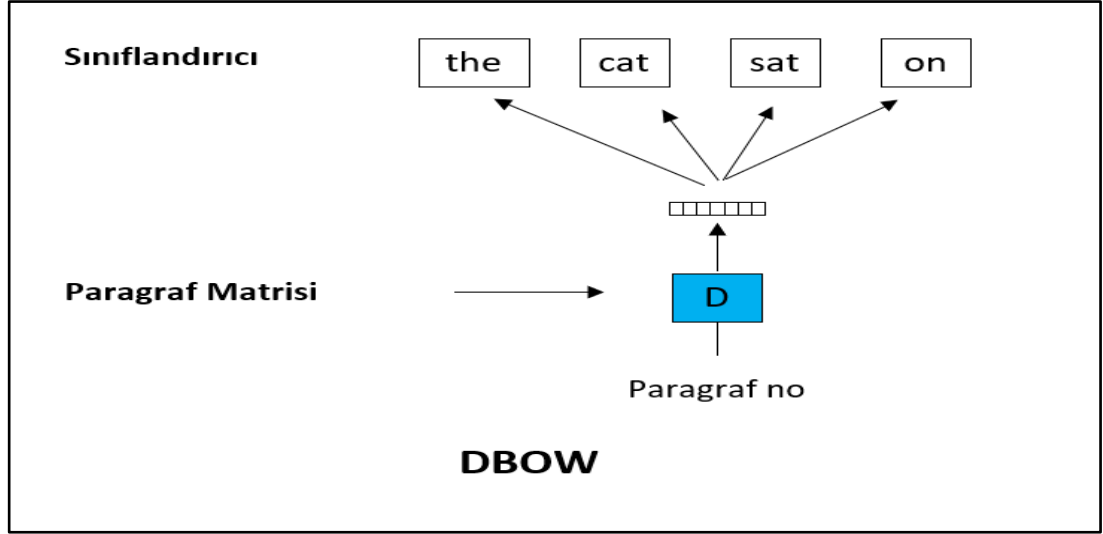 Sınıflandırıcı the cat sat on
Paragraf Matrisi D
Paragraf no
DBOW